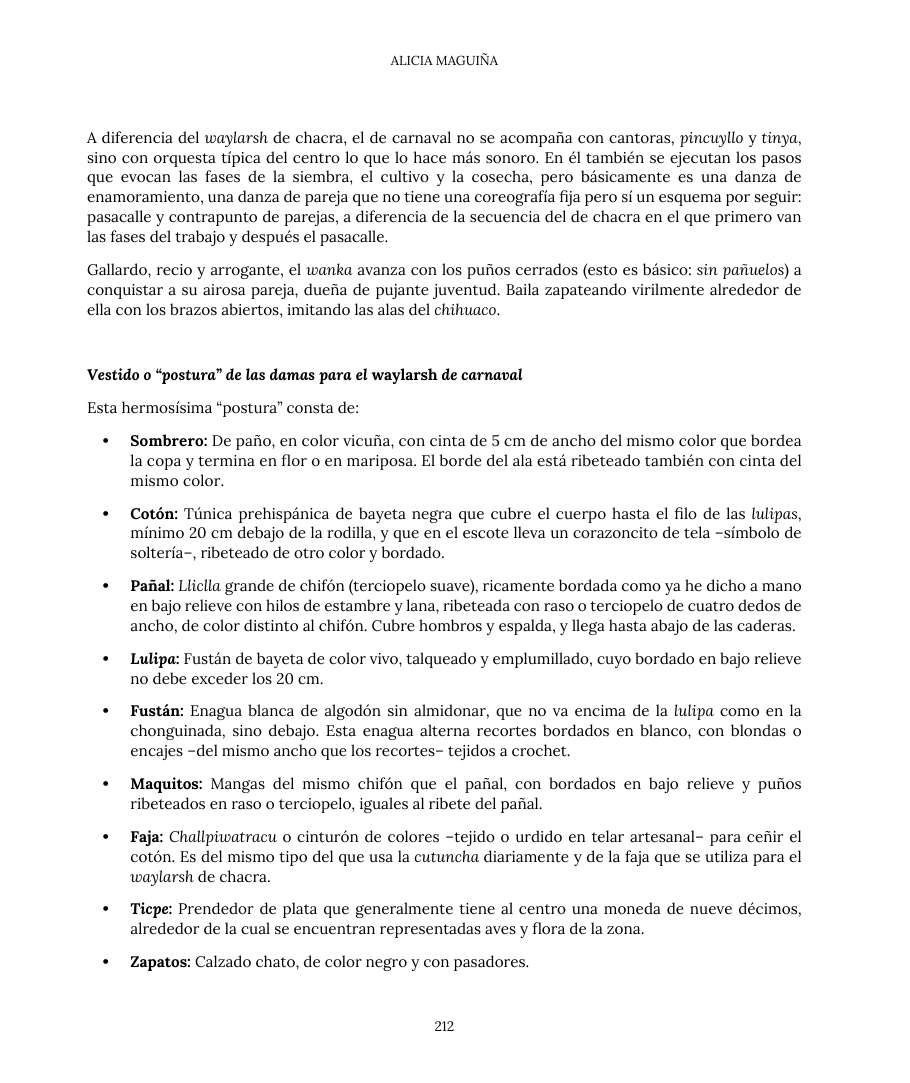 ALICIA MAGUIÑA
A diferencia del waylarsh de chacra, el de carnaval no se acompaña con cantoras, pincuyllo y tinya,
sino con orquesta típica del centro lo que lo hace más sonoro. En él también se ejecutan los pasos
que evocan las fases de la siembra, el cultivo y la cosecha, pero básicamente es una danza de
enamoramiento, una danza de pareja que no tiene una coreografía fija pero sí un esquema por seguir:
pasacalle y contrapunto de parejas, a diferencia de la secuencia del de chacra en el que primero van
las fases del trabajo y después el pasacalle.
Gallardo, recio y arrogante, el wanka avanza con los puños cerrados (esto es básico: sin pañuelos) a
conquistar a su airosa pareja, dueña de pujante juventud. Baila zapateando virilmente alrededor de
ella con los brazos abiertos, imitando las alas del chihuaco.
Vestido o “postura” de las damas para el waylarsh de carnaval
Esta hermosísima “postura” consta de:
• Sombrero: De paño, en color vicuña, con cinta de 5 cm de ancho del mismo color que bordea
la copa y termina en flor o en mariposa. El borde del ala está ribeteado también con cinta del
mismo color.
• Cotón: Túnica prehispánica de bayeta negra que cubre el cuerpo hasta el filo de las lulipas,
mínimo 20 cm debajo de la rodilla, y que en el escote lleva un corazoncito de tela –símbolo de
soltería–, ribeteado de otro color y bordado.
• Pañal: Lliclla grande de chifón (terciopelo suave), ricamente bordada como ya he dicho a mano
en bajo relieve con hilos de estambre y lana, ribeteada con raso o terciopelo de cuatro dedos de
ancho, de color distinto al chifón. Cubre hombros y espalda, y llega hasta abajo de las caderas.
• Lulipa: Fustán de bayeta de color vivo, talqueado y emplumillado, cuyo bordado en bajo relieve
no debe exceder los 20 cm.
• Fustán: Enagua blanca de algodón sin almidonar, que no va encima de la lulipa como en la
chonguinada, sino debajo. Esta enagua alterna recortes bordados en blanco, con blondas o
encajes –del mismo ancho que los recortes– tejidos a crochet.
• Maquitos: Mangas del mismo chifón que el pañal, con bordados en bajo relieve y puños
ribeteados en raso o terciopelo, iguales al ribete del pañal.
• Faja: Challpiwatracu o cinturón de colores –tejido o urdido en telar artesanal– para ceñir el
cotón. Es del mismo tipo del que usa la cutuncha diariamente y de la faja que se utiliza para el
waylarsh de chacra.
• Ticpe: Prendedor de plata que generalmente tiene al centro una moneda de nueve décimos,
alrededor de la cual se encuentran representadas aves y flora de la zona.
• Zapatos: Calzado chato, de color negro y con pasadores.
212